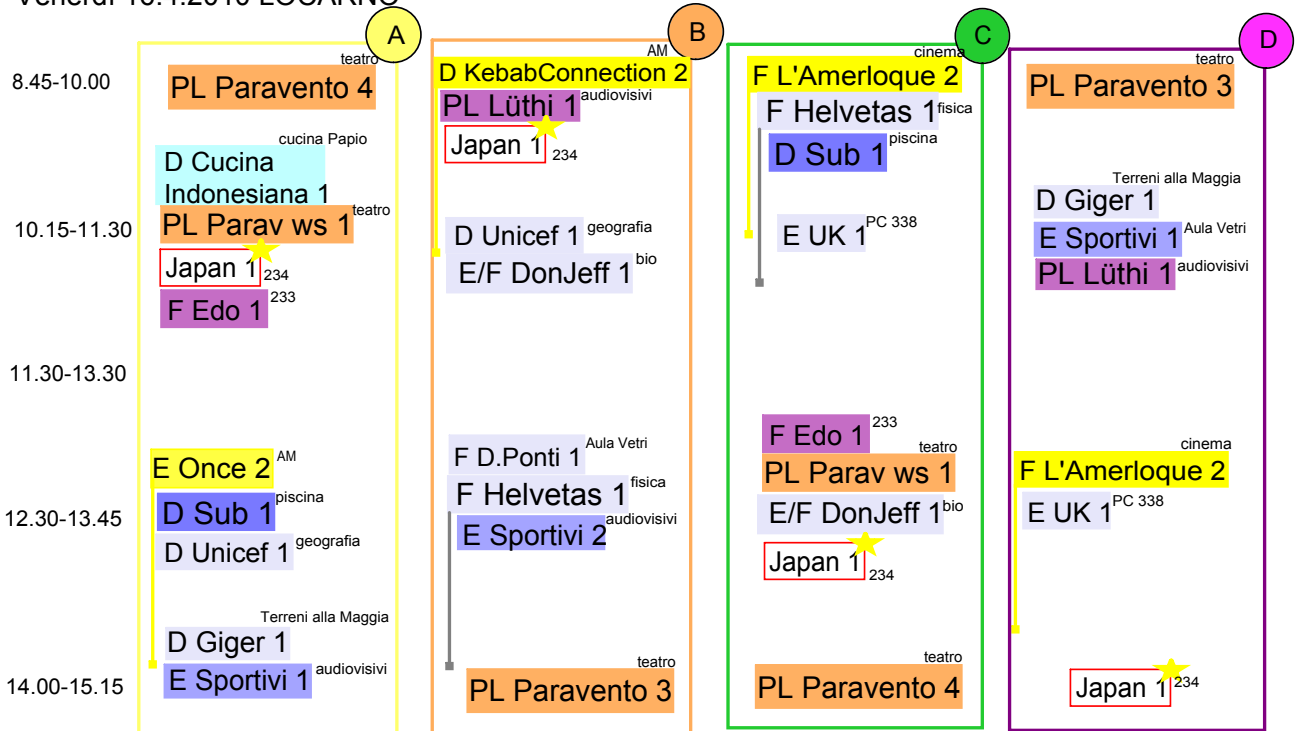 Venerdì 16.4.2010 LOCARNO
A
B
C
D
8.45-10.00
teatro
PL Paravento 4
AM
D KebabConnection 2
PL Lüthi 1 audiovisivi
Japan 1 234
cinema
F L'Amerloque 2
F Helvetas 1 fisica
D Sub 1 piscina
teatro
PL Paravento 3
10.15-11.30
cucina Papio
D Cucina
Indonesiana 1
PL Parav ws 1 teatro
Japan 1 234
F Edo 1 233
D Unicef 1 geografia
E/F DonJeff 1 bio
E UK 1 PC 338
Terreni alla Maggia
D Giger 1
E Sportivi 1 Aula Vetri
PL Lüthi 1 audiovisivi
11.30-13.30
12.30-13.45
E Once 2 AM
D Sub 1 piscina
D Unicef 1 geografia
F D.Ponti 1 Aula Vetri
F Helvetas 1 fisica
E Sportivi 2 audiovisivi
F Edo 1 233
teatro
PL Parav ws 1
E/F DonJeff 1 bio
Japan 1 234
cinema
F L'Amerloque 2
E UK 1 PC 338
14.00-15.15
Terreni alla Maggia
D Giger 1
E Sportivi 1 audiovisivi
teatro
PL Paravento 3
teatro
PL Paravento 4
Japan 1 234